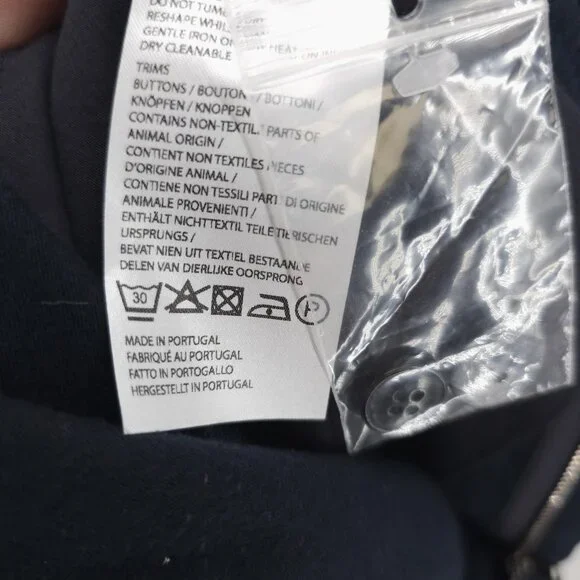 DO NOT TUM
RESHAPE WHIL
GENTLE IRON O HEAT
DRY CLEANABLE
TRIMS
BUTTONS / BOUTON / BOTTONI /
KNÖPFEN / KNOPPEN
CONTAINS NON-TEXTIL PARTS OF
ANIMAL ORIGIN /
CONTIENT NON TEXTILES PIECES
D'ORIGINE ANIMAL /
CONTIENE NON TESSILI PARTI DI ORIGINE
ANIMALE PROVENIENTI /
ENTHÄLT NICHTTEXTIL TEILE TIERISCHEN
URSPRUNGS /
BEVAT NIEN UIT TEXTIEL BESTAANDE
DELEN VAN DIERLIJKE OORSPRONG
30
MADE IN PORTUGAL
FABRIQUÉ AU PORTUGAL
FATTO IN PORTOGALLO
HERGESTELLT IN PORTUGAL